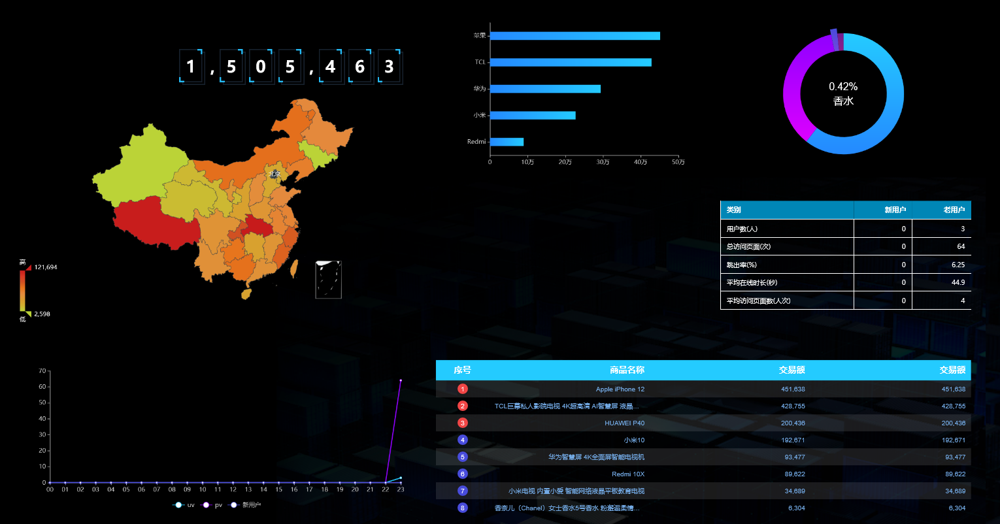 1,505,463
北京
高
121,694
2,598
低
苹果
TCL
华为
小米
Redmi
0 10万 20万 30万 40万 50万
0.42%
香水
类别 新用户 老用户
用户数(人) 0 3
总访问页面(次) 0 64
跳出率(%) 0 6.25
平均在线时长(秒) 0 44.9
平均访问页面数(人次) 0 4
70
60
50
40
30
20
10
0
00 01 02 03 04 05 06 07 08 09 10 11 12 13 14 15 16 17 18 19 20 21 22 23
uv pv 新用户
序号 商品名称 交易额 交易额
1 Apple iPhone 12 451,638 451,638
2 TCL巨幕私人影院电视 4K超高清 AI智慧屏 液晶... 428,755 428,755
3 HUAWEI P40 200,436 200,436
4 小米10 192,671 192,671
5 华为智慧屏 4K全面屏智能电视机 93,477 93,477
6 Redmi 10X 89,622 89,622
7 小米电视 内置小爱 智能网络液晶平板教育电视 34,689 34,689
8 香奈儿（Chanel）女士香水5号香水 粉邂逅柔情... 6,304 6,304